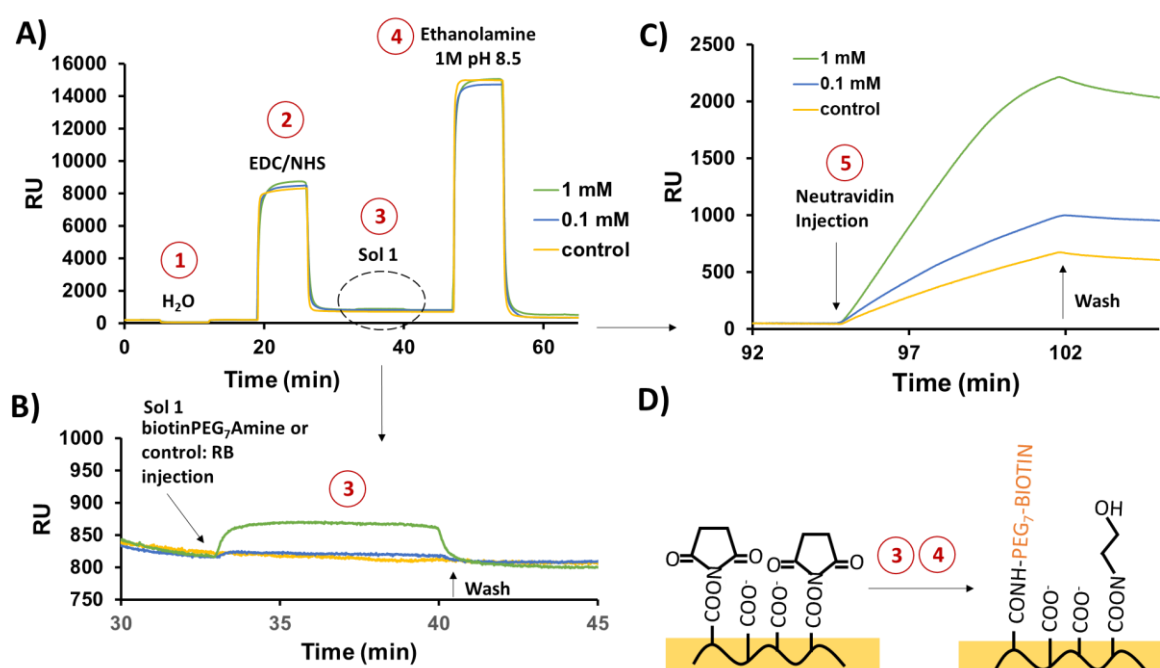 A)
4
Ethanolamine
1M pH 8.5
16000
14000
12000
10000
8000
6000
4000
2000
0
RU
2
EDC/NHS
1
H2O
3
Sol 1
1 mM
0.1 mM
control
0
20
40
60
Time (min)
B)
Sol 1
biotinPEG7Amine or
control: RB
injection
3
1000
950
900
850
800
750
RU
Wash
30
35
40
45
Time (min)
C)
2500
2000
1500
1000
500
0
RU
1 mM
0.1 mM
control
5
Neutravidin
Injection
Wash
92
97
102
Time (min)
D)
O
N
O
O
N
O
COO
COO-
COO-
COO
3 4
CONH-PEG7-BIOTIN
COO-
COO-
COON
OH